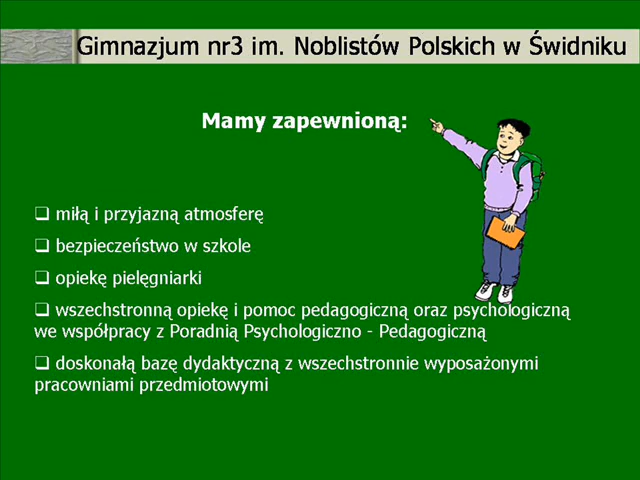 Gimnazjum nr3 im. Noblistów Polskich w Świdniku
Mamy zapewnioną:
❑ miłą i przyjazną atmosferę
❑ bezpieczeństwo w szkole
❑ opiekę pielęgniarki
❑ wszechstronną opiekę i pomoc pedagogiczną oraz psychologiczną
we współpracy z Poradnią Psychologiczno - Pedagogiczną
❑ doskonałą bazę dydaktyczną z wszechstronnie wyposażonymi
pracowniami przedmiotowymi